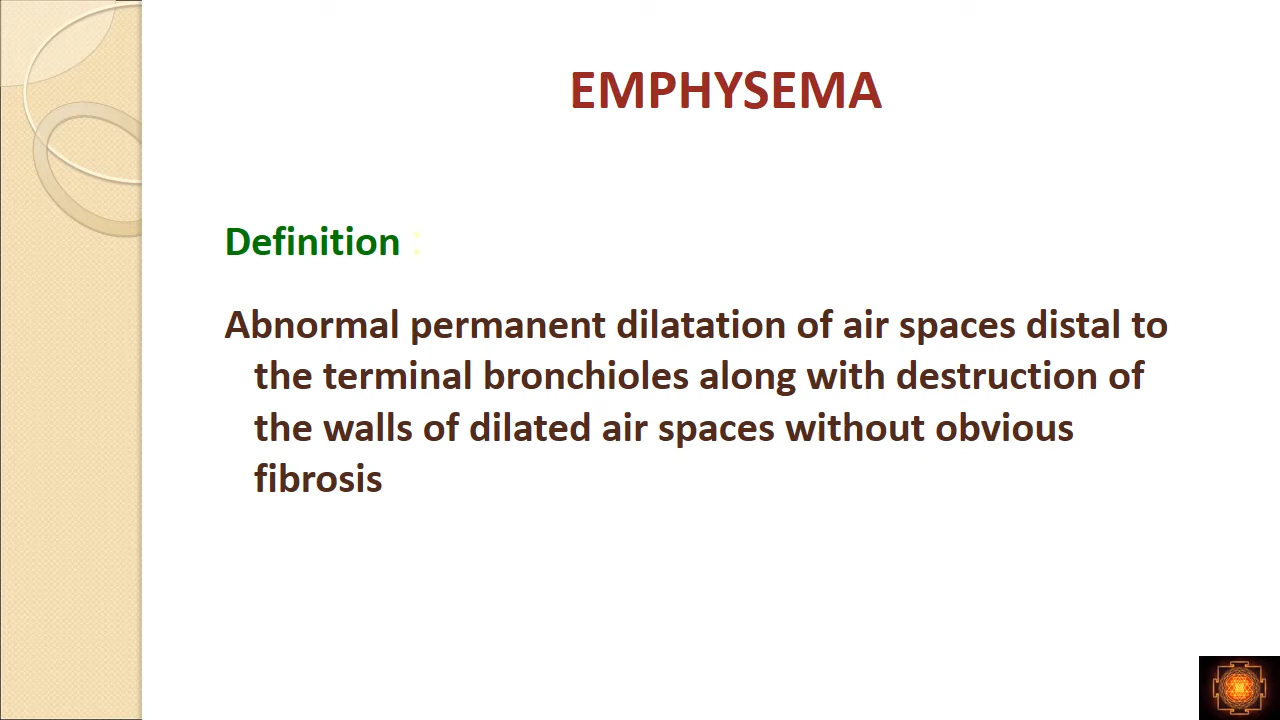 EMPHYSEMA
Definition :
Abnormal permanent dilatation of air spaces distal to
the terminal bronchioles along with destruction of
the walls of dilated air spaces without obvious
fibrosis